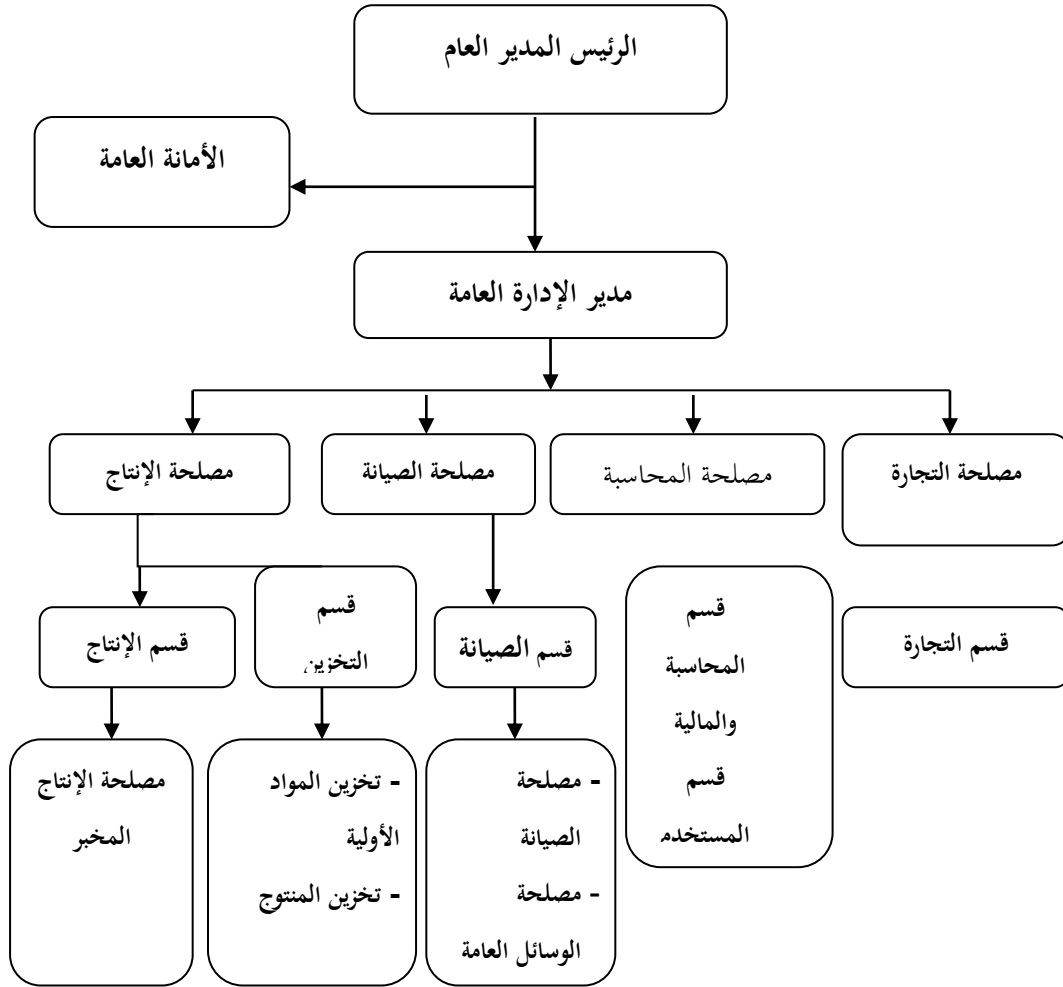 الرئيس المدير العام
الأمانة العامة
مدير الإدارة العامة
مصلحة التجارة
مصلحة المحاسبة
مصلحة الصيانة
مصلحة الإنتاج
قسم التجارة
قسم
المحاسبة
والمالية
قسم
المستخدم
قسم الصيانة
قسم
التخزين
قسم الإنتاج
- مصلحة
الصيانة
- مصلحة
الوسائل العامة
- تخزين المواد
الأولية
- تخزين المنتوج
مصلحة الإنتاج
المخبر